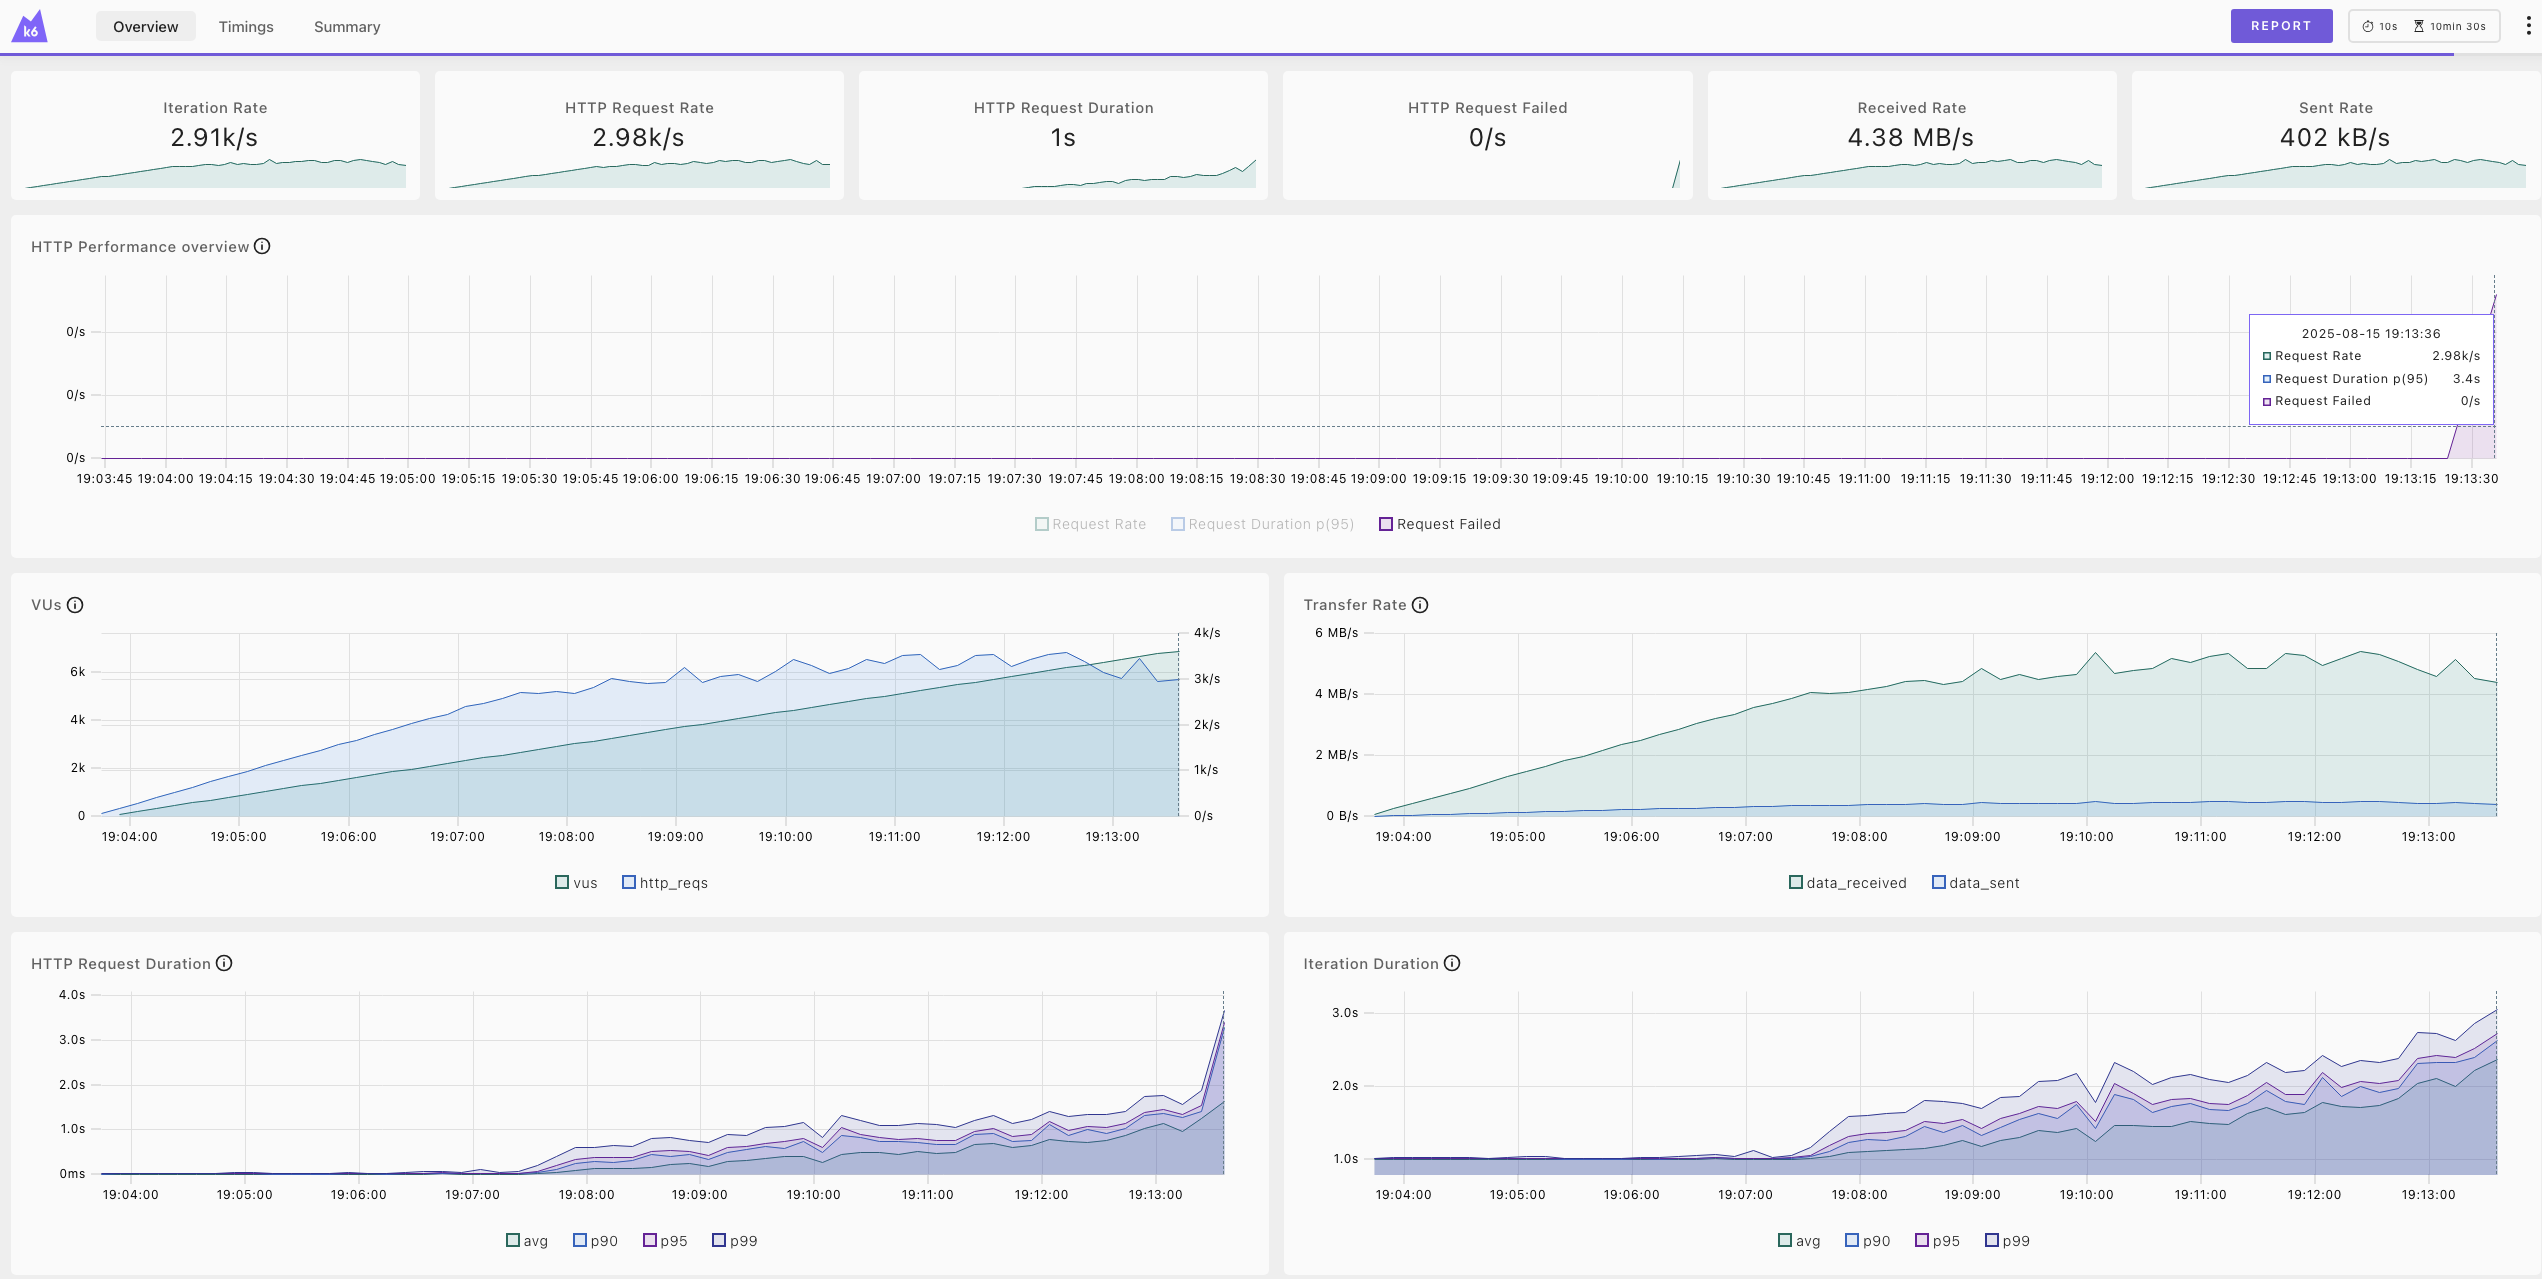 k6
Overview Timings Summary REPORT 10s 10min 30s
Iteration Rate
2.91k/s
HTTP Request Rate
2.98k/s
HTTP Request Duration
1s
HTTP Request Failed
0/s
Received Rate
4.38 MB/s
Sent Rate
402 kB/s
HTTP Performance overview
0/s
0/s
0/s
19:03:45 19:04:00 19:04:15 19:04:30 19:04:45 19:05:00 19:05:15 19:05:30 19:05:45 19:06:00 19:06:15 19:06:30 19:06:45 19:07:00 19:07:15 19:07:30 19:07:45 19:08:00 19:08:15 19:08:30 19:08:45 19:09:00 19:09:15 19:09:30 19:09:45 19:10:00 19:10:15 19:10:30 19:10:45 19:11:00 19:11:15 19:11:30 19:11:45 19:12:00 19:12:15 19:12:30 19:12:45 19:13:00 19:13:15 19:13:30
2025-08-15 19:13:36
Request Rate 2.98k/s
Request Duration p(95) 3.4s
Request Failed 0/s
Request Rate Request Duration p(95) Request Failed
VUs
6k
4k
2k
0
4k/s
3k/s
2k/s
1k/s
0/s
19:04:00 19:05:00 19:06:00 19:07:00 19:08:00 19:09:00 19:10:00 19:11:00 19:12:00 19:13:00
vus http_reqs
Transfer Rate
6 MB/s
4 MB/s
2 MB/s
0 B/s
19:04:00 19:05:00 19:06:00 19:07:00 19:08:00 19:09:00 19:10:00 19:11:00 19:12:00 19:13:00
data_received data_sent
HTTP Request Duration
4.0s
3.0s
2.0s
1.0s
0ms
19:04:00 19:05:00 19:06:00 19:07:00 19:08:00 19:09:00 19:10:00 19:11:00 19:12:00 19:13:00
avg p90 p95 p99
Iteration Duration
3.0s
2.0s
1.0s
19:04:00 19:05:00 19:06:00 19:07:00 19:08:00 19:09:00 19:10:00 19:11:00 19:12:00 19:13:00
avg p90 p95 p99